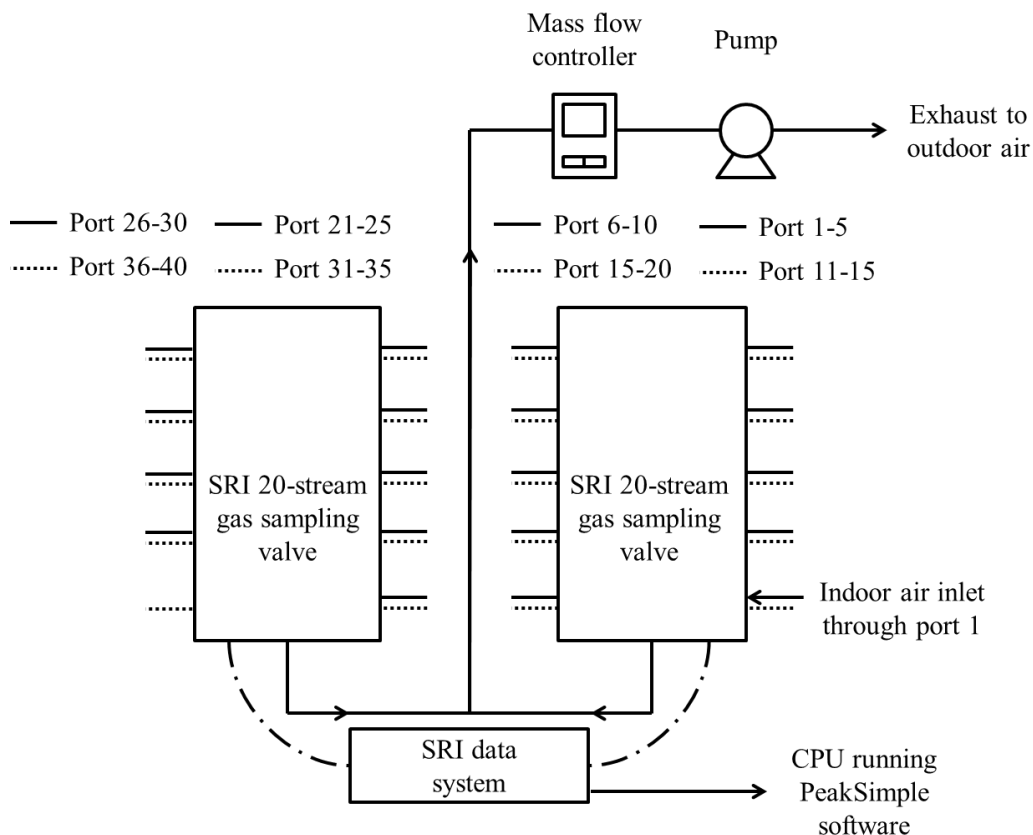 Mass flow
controller
Pump
Exhaust to
outdoor air
Port 26-30
Port 21-25
Port 6-10
Port 1-5
Port 36-40
Port 31-35
Port 15-20
Port 11-15
SRI 20-stream
gas sampling
valve
SRI 20-stream
gas sampling
valve
Indoor air inlet
through port 1
SRI data
system
CPU running
PeakSimple
software